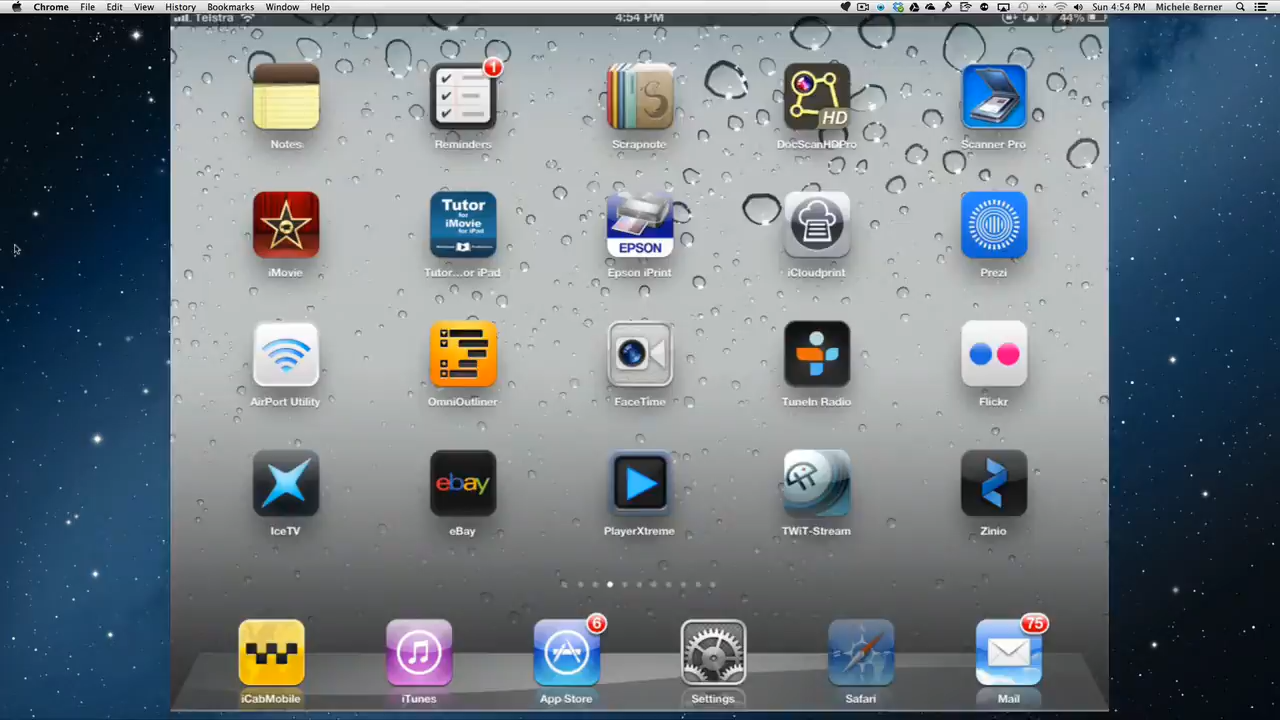 Chrome File Edit View History Bookmarks Window Help Sun 4:54 PM Michele Berner
Telstra 4:54 PM 44%
1
S
HD
Notes Reminders Scrapnote DocScanHDPro Scanner Pro
Tutor
for
iMovie
for iPad
EPSON
iMovie Tutor...or iPad Epson iPrint iCloudprint Prezi
AirPort Utility OmniOutliner FaceTime TuneIn Radio Flickr
ebay
IceTV eBay PlayerXtreme TWiT-Stream Zinio
6 75
iCabMobile iTunes App Store Settings Safari Mail